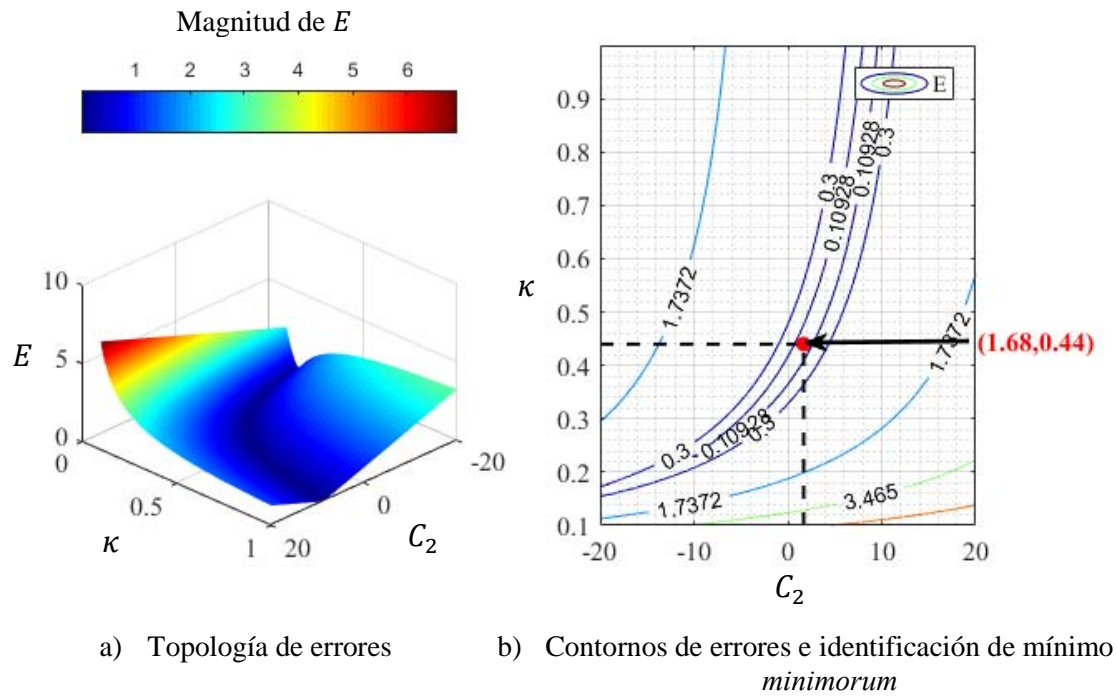 Magnitud de E
1 2 3 4 5 6
10
E
5
0
0
0.5
1
κ
20
0
-20
C₂
E
0.9
0.8
0.7
0.6
κ
0.5
0.4
0.3
0.2
0.1
-20 -10 0 10 20
C₂
1.7372
0.3
0.10928
0.10928
0.3
(1.68,0.44)
1.7372
0.3
0.10928
0.3
1.7372
3.465
a) Topología de errores
b) Contornos de errores e identificación de mínimo
minimorum